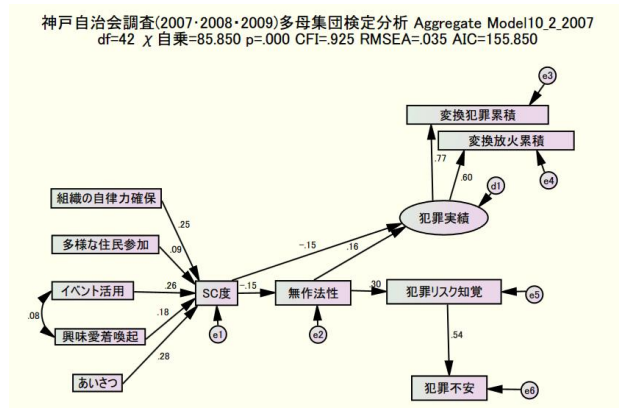 神戸自治会調査(2007・2008・2009)多母集団検定分析 Aggregate Model10_2_2007
df=42 χ自乗=85.850 p=.000 CFI=.925 RMSEA=.035 AIC=155.850
e3
変換犯罪累積
変換放火累積
.77
.60
e4
d1
組織の自律力確保
犯罪実績
.25
多様な住民参加
.09
-.15
.16
イベント活用
.26
SC度
-.15
無作法性
.30
犯罪リスク知覚
e5
.08
.18
興味愛着喚起
e1
e2
.28
.54
あいさつ
犯罪不安
e6